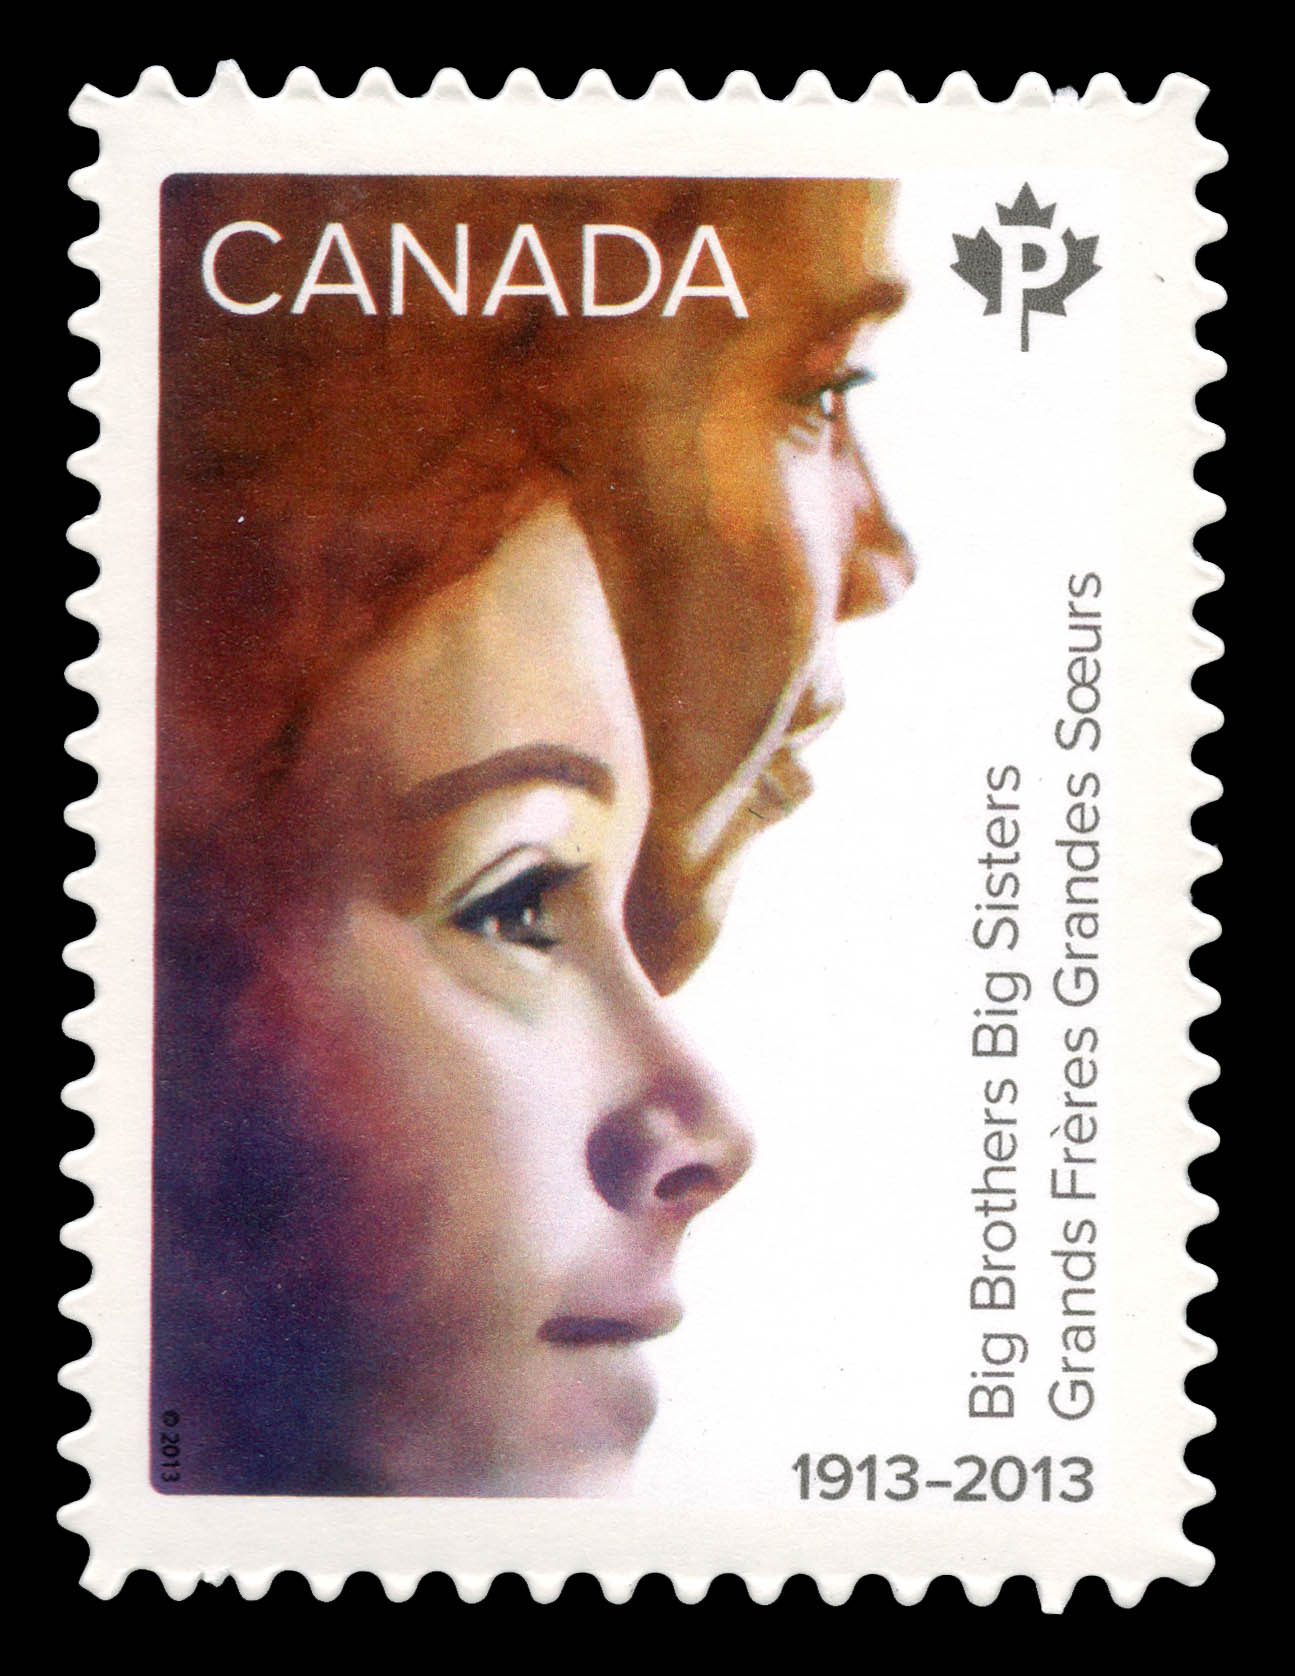 CANADA
P
Big Brothers Big Sisters
Grands Frères Grandes Sœurs
1913–2013
© 2013